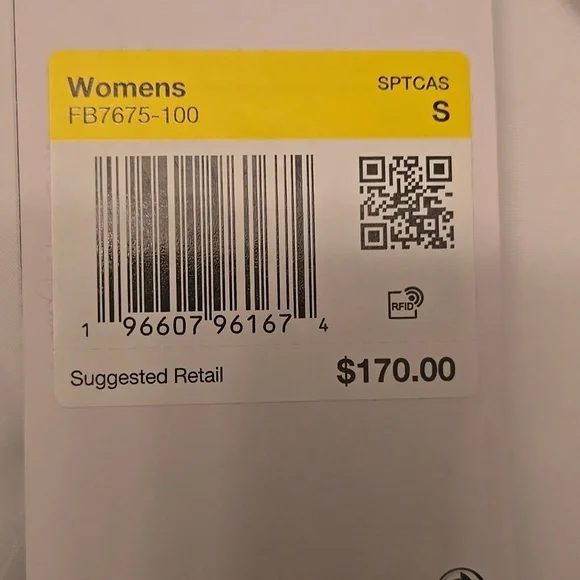 Womens
SPTCAS
FB7675-100
S
1 96607 96167 4
RFID
Suggested Retail
$170.00